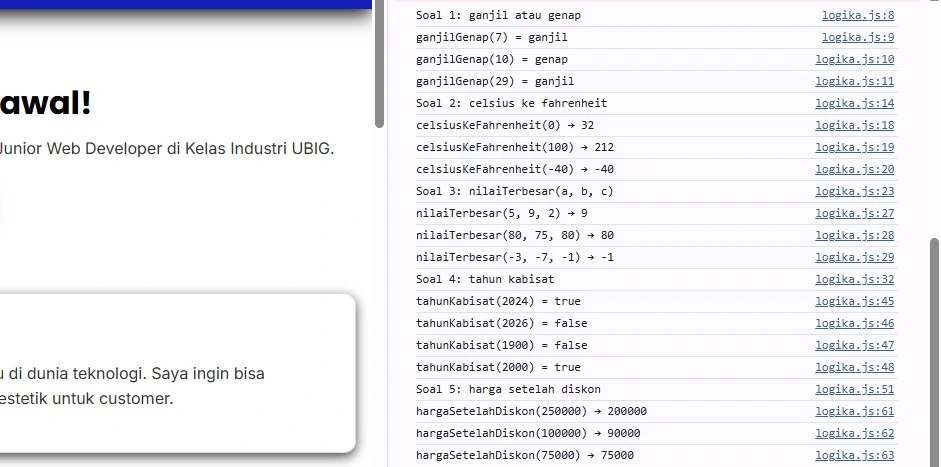 awal!
Junior Web Developer di Kelas Industri UBIG.
u di dunia teknologi. Saya ingin bisa
estetik untuk customer.
Soal 1: ganjil atau genap logika.js:8
ganjilGenap(7) = ganjil logika.js:9
ganjilGenap(10) = genap logika.js:10
ganjilGenap(29) = ganjil logika.js:11
Soal 2: celsius ke fahrenheit logika.js:14
celsiusKeFahrenheit(0) → 32 logika.js:18
celsiusKeFahrenheit(100) → 212 logika.js:19
celsiusKeFahrenheit(-40) → -40 logika.js:20
Soal 3: nilaiTerbesar(a, b, c) logika.js:23
nilaiTerbesar(5, 9, 2) → 9 logika.js:27
nilaiTerbesar(80, 75, 80) → 80 logika.js:28
nilaiTerbesar(-3, -7, -1) → -1 logika.js:29
Soal 4: tahun kabisat logika.js:32
tahunKabisat(2024) = true logika.js:45
tahunKabisat(2026) = false logika.js:46
tahunKabisat(1900) = false logika.js:47
tahunKabisat(2000) = true logika.js:48
Soal 5: harga setelah diskon logika.js:51
hargaSetelahDiskon(250000) → 200000 logika.js:61
hargaSetelahDiskon(100000) → 90000 logika.js:62
hargaSetelahDiskon(75000) → 75000 logika.js:63